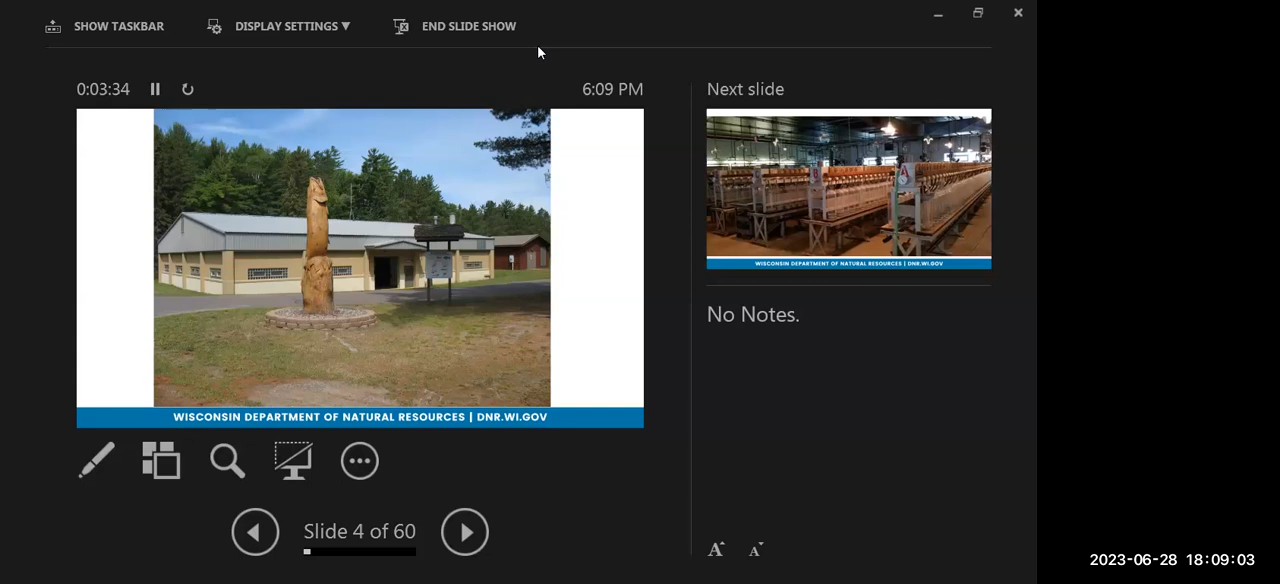 SHOW TASKBAR
DISPLAY SETTINGS ▼
END SLIDE SHOW
0:03:34
6:09 PM
Next slide
WISCONSIN DEPARTMENT OF NATURAL RESOURCES | DNR.WI.GOV
WISCONSIN DEPARTMENT OF NATURAL RESOURCES | DNR.WI.GOV
No Notes.
Slide 4 of 60
A A
2023-06-28 18:09:03